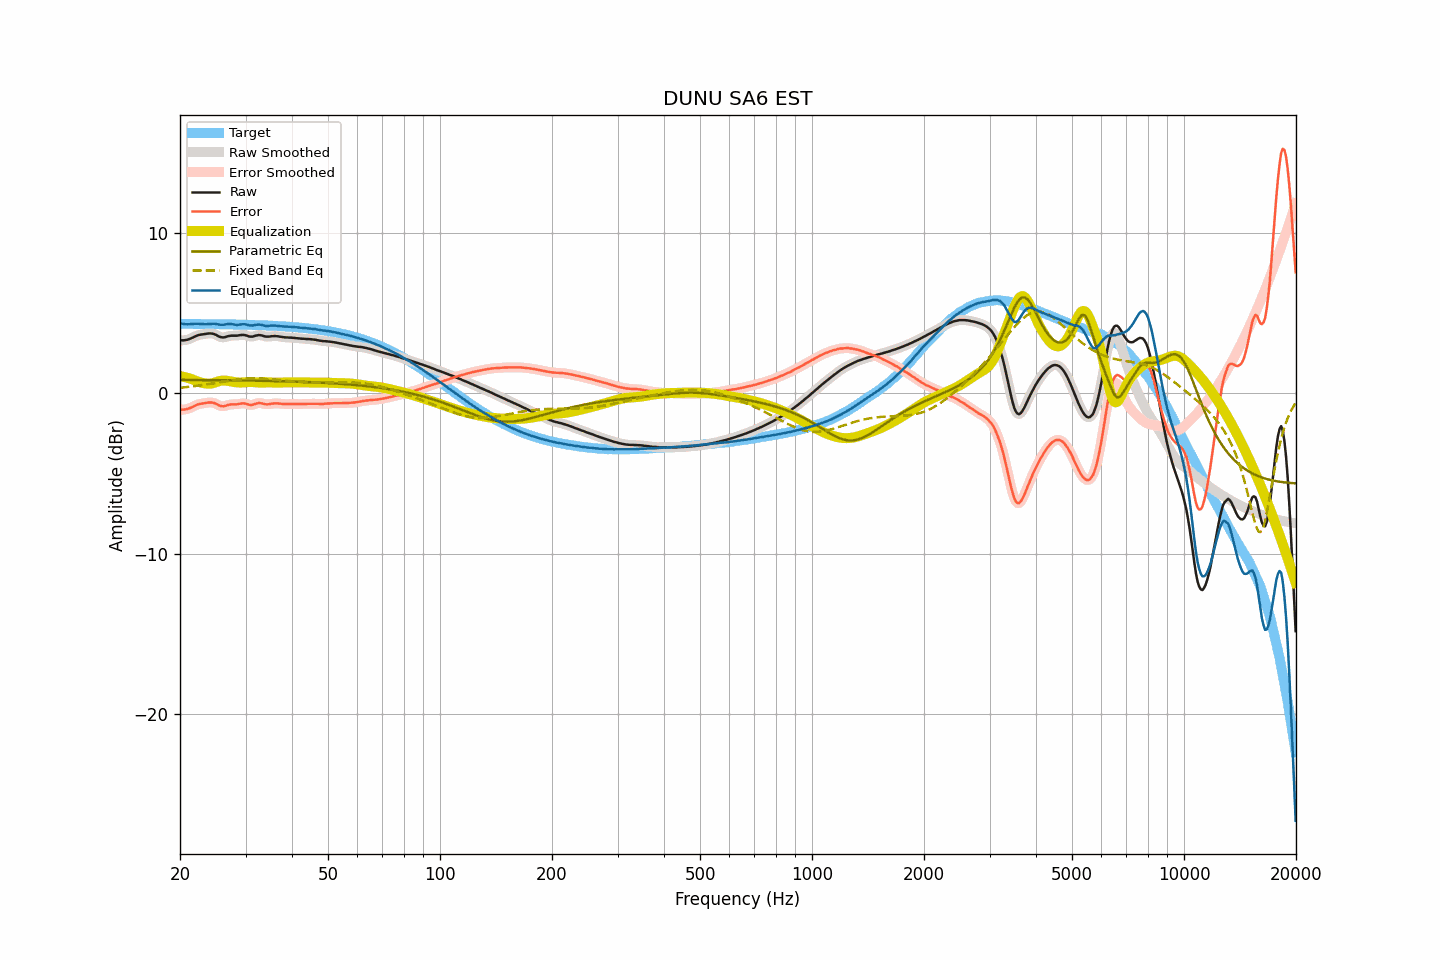 DUNU SA6 EST
Target
Raw Smoothed
Error Smoothed
Raw
Error
Equalization
Parametric Eq
Fixed Band Eq
Equalized
10
0
−10
−20
Amplitude (dBr)
20 50 100 200 500 1000 2000 5000 10000 20000
Frequency (Hz)